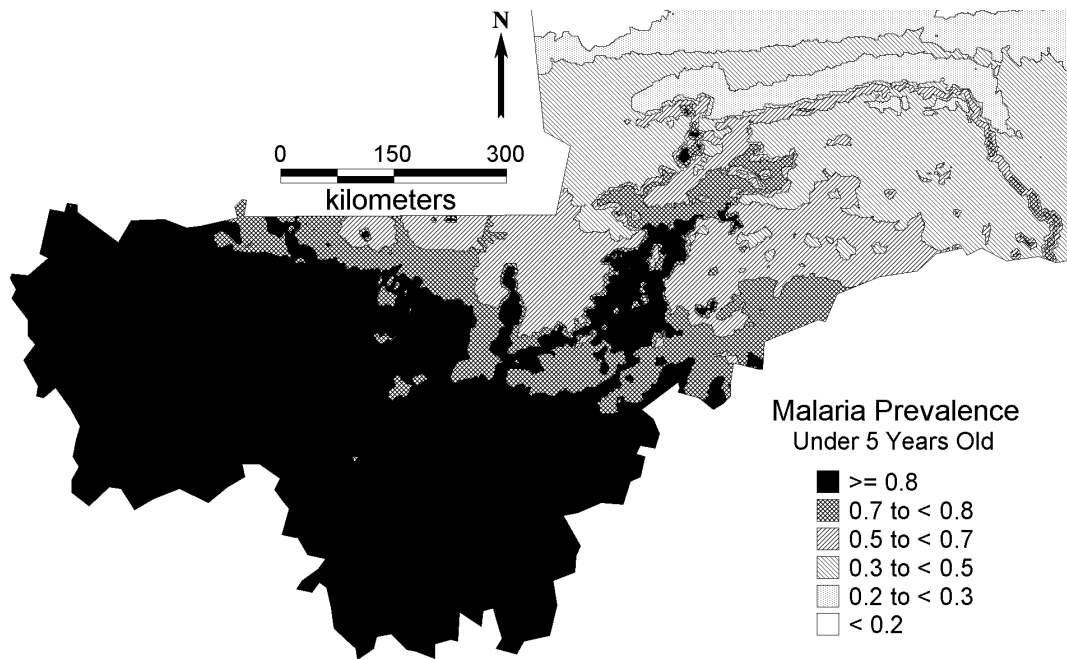 N
0 150 300
kilometers
Malaria Prevalence
Under 5 Years Old
>= 0.8
0.7 to < 0.8
0.5 to < 0.7
0.3 to < 0.5
0.2 to < 0.3
< 0.2